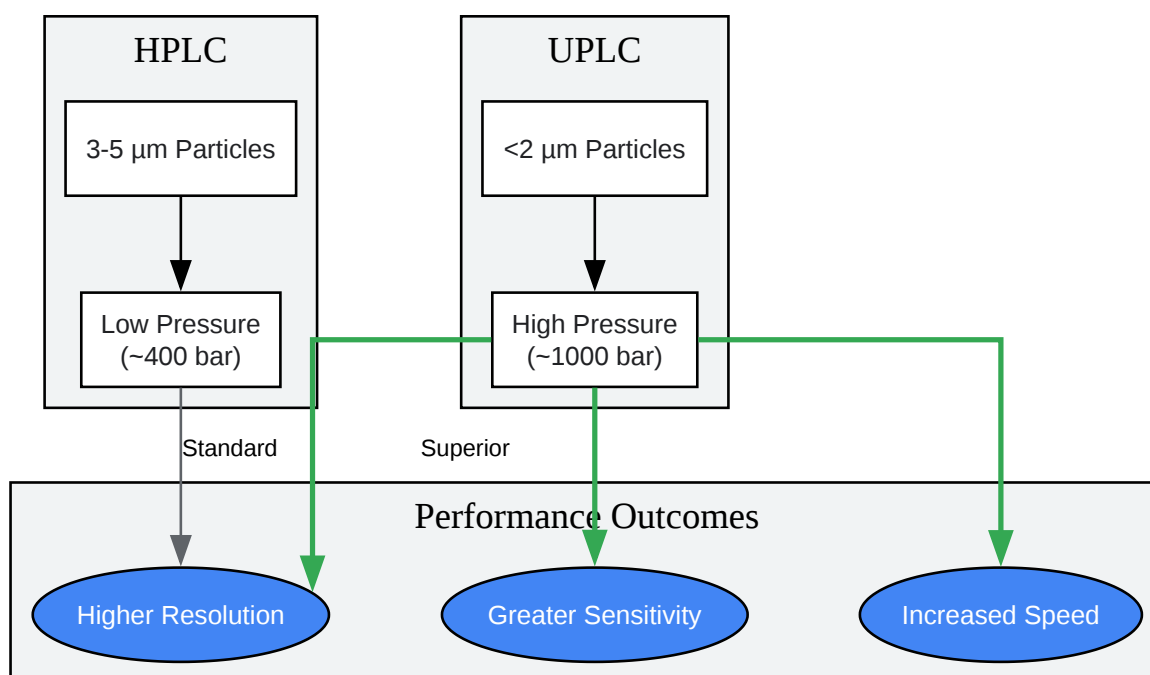 HPLC
3-5 µm Particles
Low Pressure
(~400 bar)
UPLC
<2 µm Particles
High Pressure
(~1000 bar)
Standard
Superior
Performance Outcomes
Higher Resolution
Greater Sensitivity
Increased Speed